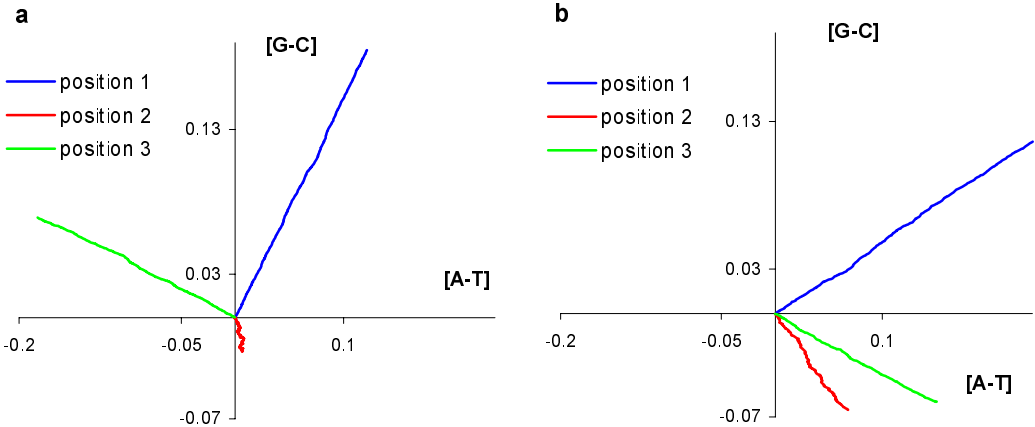 a
[G-C]
position 1
position 2
position 3
0.13
0.03
[A-T]
-0.2
-0.05
0.1
-0.07
b
[G-C]
position 1
position 2
position 3
0.13
0.03
-0.2
-0.05
0.1
[A-T]
-0.07